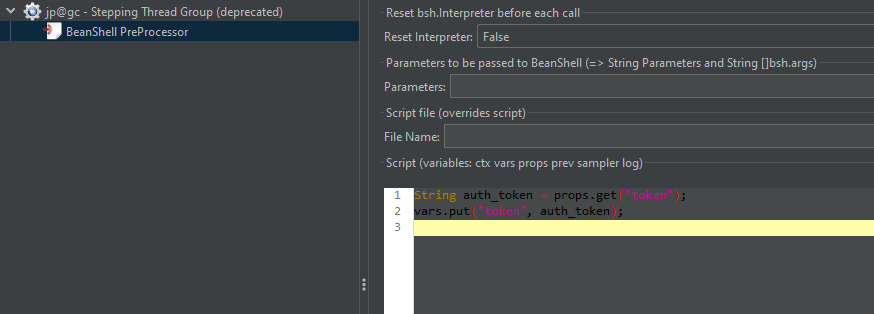 jp@gc - Stepping Thread Group (deprecated)
BeanShell PreProcessor
Reset bsh.Interpreter before each call
Reset Interpreter: False
Parameters to be passed to BeanShell (=> String Parameters and String []bsh.args)
Parameters:
Script file (overrides script)
File Name:
Script (variables: ctx vars props prev sampler log)
1 String auth_token = props.get("token");
2 vars.put("token", auth_token);
3